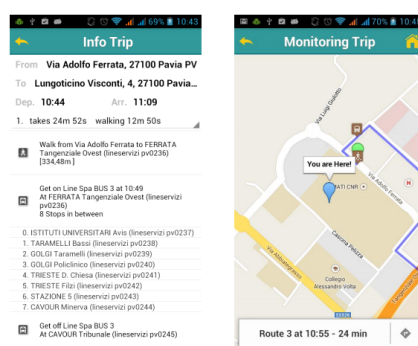 69% 10:43
Info Trip
From Via Adolfo Ferrata, 27100 Pavia PV
To Lungoticino Visconti, 4, 27100 Pavia...
Dep. 10:44 Arr. 11:09
1. takes 24m 52s walking 12m 50s
Walk from Via Adolfo Ferrata to FERRATA
Tangenziale Ovest (lineservizi pv0236)
[334,48m ]
Get on Line Spa BUS 3 at 10:49
At FERRATA Tangenziale Ovest (lineservizi
pv0236)
8 Stops in between
0. ISTITUTI UNIVERSITARI Avis (lineservizi pv0237)
1. TARAMELLI Bassi (lineservizi pv0238)
2. GOLGI Taramelli (lineservizi pv0239)
3. GOLGI Policlinico (lineservizi pv0240)
4. TRIESTE D. Chiesa (lineservizi pv0241)
5. TRIESTE Filzi (lineservizi pv0242)
6. STAZIONE 5 (lineservizi pv0243)
7. CAVOUR Minerva (lineservizi pv0244)
Get off Line Spa BUS 3
At CAVOUR Tribunale (lineservizi pv0245)
70%
Monitoring Trip
Via Luigi Giulotto
You are Here!
CNR
Via Adolfo Ferrata
Cascina Pelizza
Via Abbiategrasso
Collegio
Alessandro Volta
Route 3 at 10:55 - 24 min